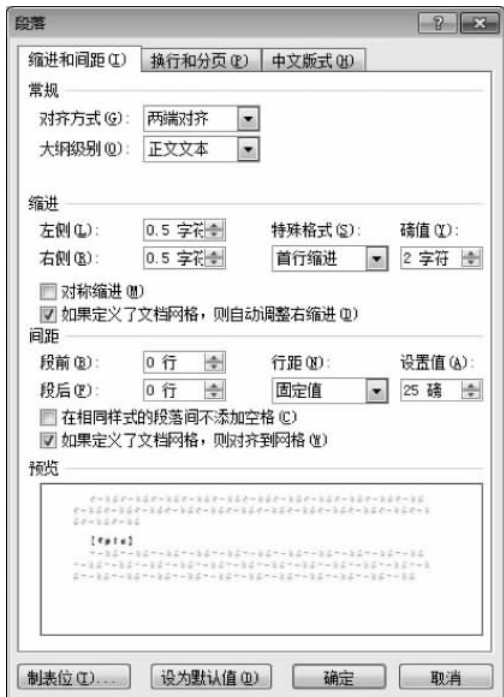 段落
缩进和间距(I) 换行和分页(P) 中文版式(H)
常规
对齐方式(G): 两端对齐
大纲级别(O): 正文文本
缩进
左侧(L): 0.5 字符 特殊格式(S): 磅值(Y):
右侧(R): 0.5 字符 首行缩进 2 字符
对称缩进(M)
如果定义了文档网格，则自动调整右缩进(D)
间距
段前(B): 0 行 行距(N): 设置值(A):
段后(F): 0 行 固定值 25 磅
在相同样式的段落间不添加空格(C)
如果定义了文档网格，则对齐到网格(W)
预览
制表位(T)... 设为默认值(D) 确定 取消